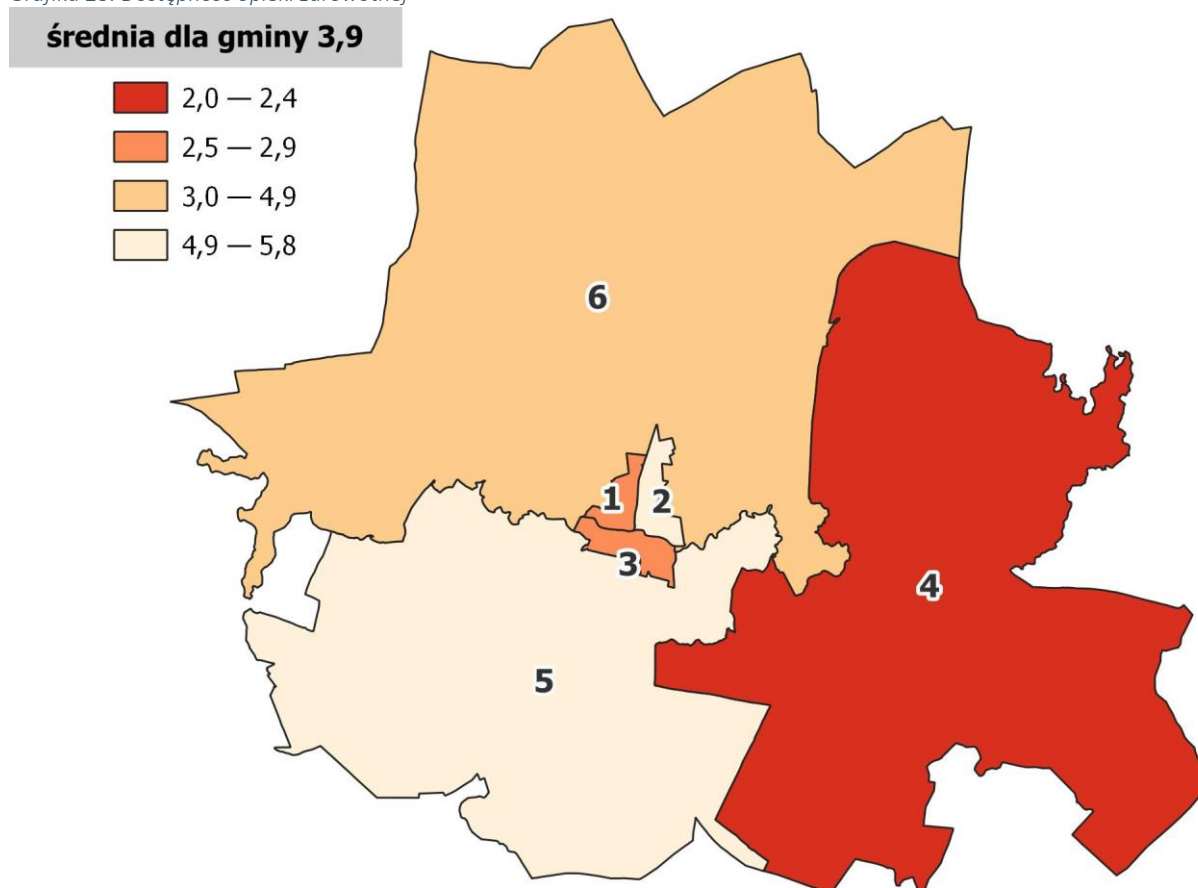 średnia dla gminy 3,9
2,0 — 2,4
2,5 — 2,9
3,0 — 4,9
4,9 — 5,8
6
1
2
3
4
5